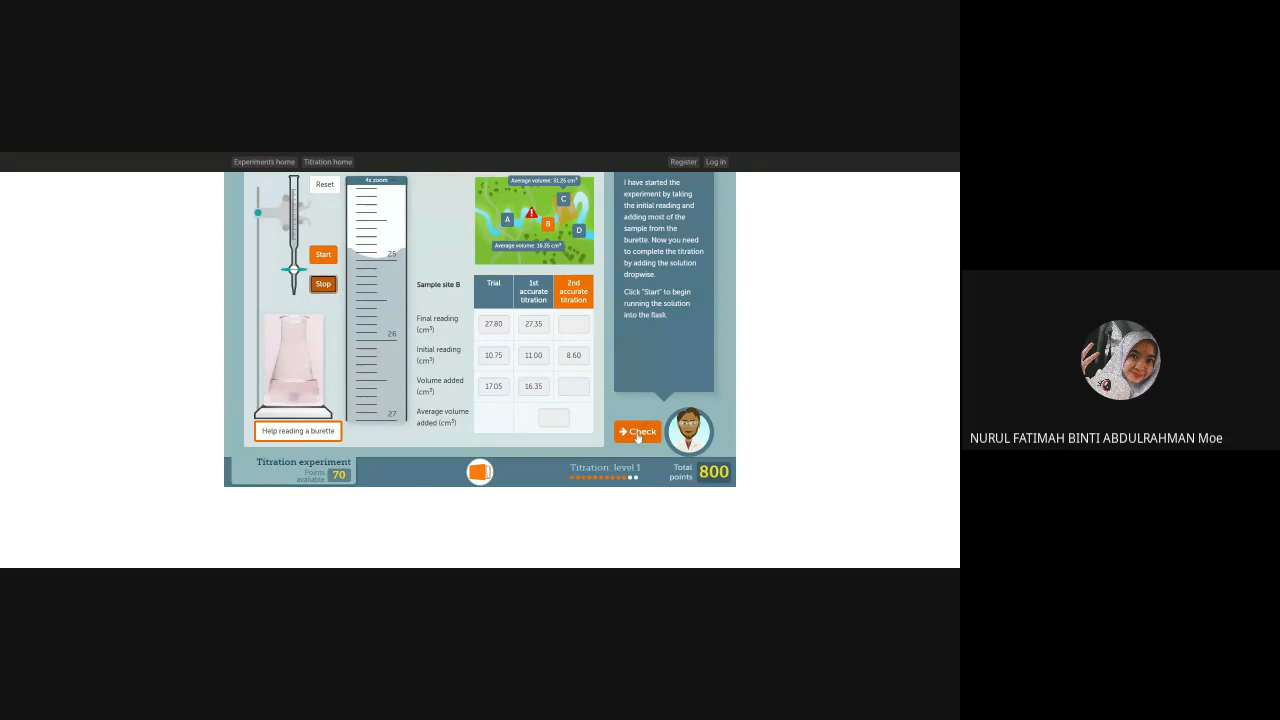 Experiments home
Titration home
Register
Log in
Reset
4x zoom
Start
Stop
25
26
27
Help reading a burette
Average volume: 31.25 cm³
A
B
C
D
Average volume: 16.35 cm³
Sample site B
Trial
1st accurate titration
2nd accurate titration
Final reading (cm³)
27.80
27.35
Initial reading (cm³)
10.75
11.00
8.60
Volume added (cm³)
17.05
16.35
Average volume added (cm³)
I have started the
experiment by taking
the initial reading and
adding most of the
sample from the
burette. Now you need
to complete the titration
by adding the solution
dropwise.
Click "Start" to begin
running the solution
into the flask.
Check
Titration experiment
Points available
70
Titration: level 1
Total points
800
NURUL FATIMAH BINTI ABDULRAHMAN Moe